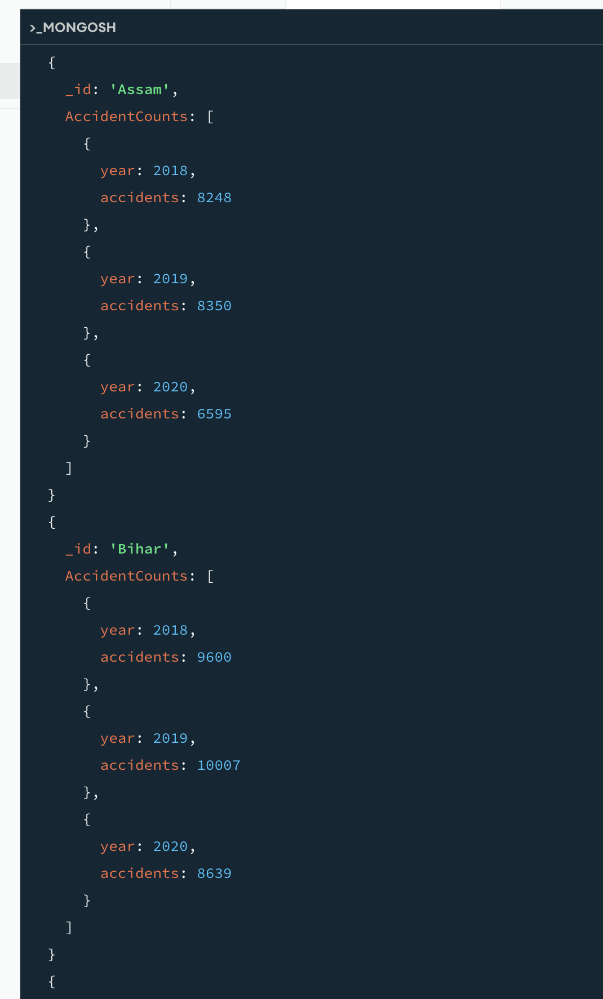 >_MONGOSH
{
_id: 'Assam',
AccidentCounts: [
{
year: 2018,
accidents: 8248
},
{
year: 2019,
accidents: 8350
},
{
year: 2020,
accidents: 6595
}
]
}
{
_id: 'Bihar',
AccidentCounts: [
{
year: 2018,
accidents: 9600
},
{
year: 2019,
accidents: 10007
},
{
year: 2020,
accidents: 8639
}
]
}
{